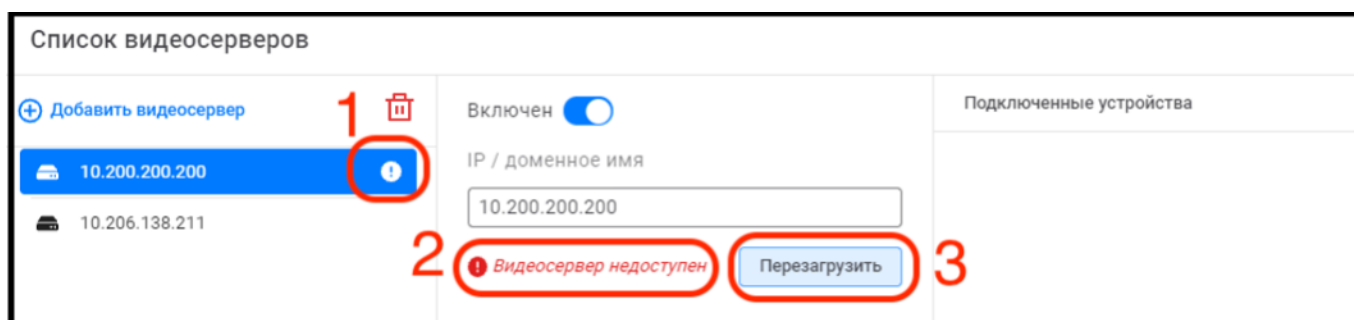 Список видеосерверов
Добавить видеосервер
1
10.200.200.200
10.206.138.211
Включен
IP / доменное имя
10.200.200.200
2
Видеосервер недоступен
Перезагрузить
3
Подключенные устройства